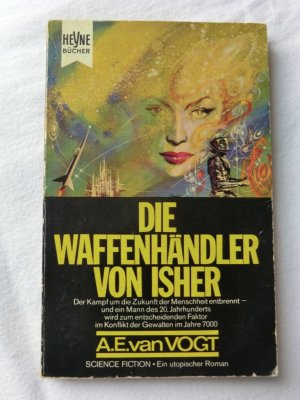 HEYNE
BÜCHER
DIE
WAFFENHÄNDLER
VON ISHER
Der Kampf um die Zukunft der Menschheit entbrennt –
und ein Mann des 20. Jahrhunderts
wird zum entscheidenden Faktor
im Konflikt der Gewalten im Jahre 7000
A.E.van VOGT
SCIENCE FICTION • Ein utopischer Roman